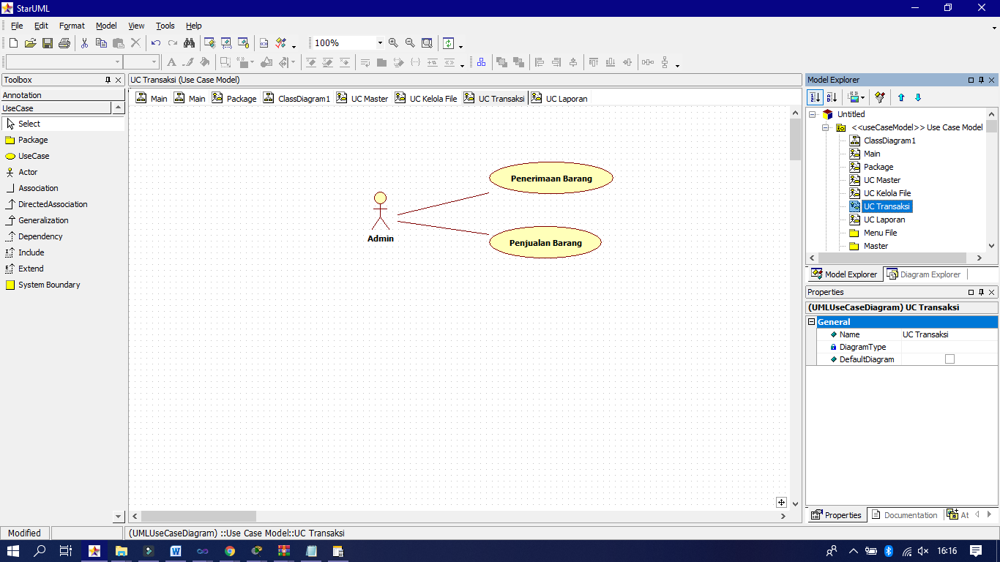 StarUML
File Edit Format Model View Tools Help
100%
Toolbox
UC Transaksi (Use Case Model)
Model Explorer
Annotation
UseCase
Main Main Package ClassDiagram1 UC Master UC Kelola File UC Transaksi UC Laporan
Select
Package
UseCase
Actor
Association
DirectedAssociation
Generalization
Dependency
Include
Extend
System Boundary
Penerimaan Barang
Admin
Penjualan Barang
Untitled
<<useCaseModel>> Use Case Model
ClassDiagram1
Main
Package
UC Master
UC Kelola File
UC Transaksi
UC Laporan
Menu File
Master
Model Explorer Diagram Explorer
Properties
(UMLUseCaseDiagram) UC Transaksi
General
Name UC Transaksi
DiagramType
DefaultDiagram
Properties Documentation At
Modified
(UMLUseCaseDiagram) ::Use Case Model::UC Transaksi
16:16